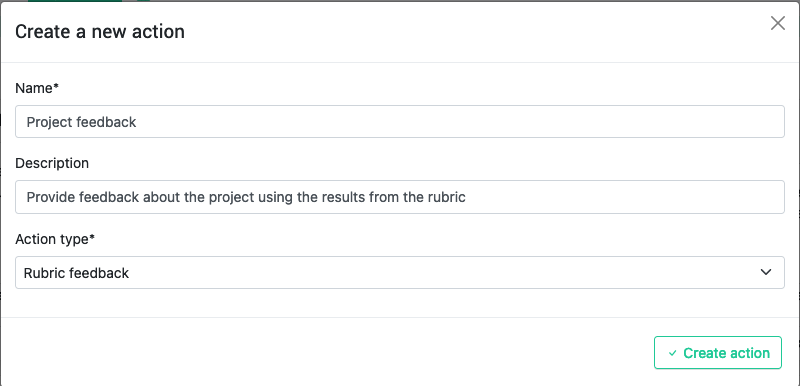 Create a new action
Name*
Project feedback
Description
Provide feedback about the project using the results from the rubric
Action type*
Rubric feedback
Create action